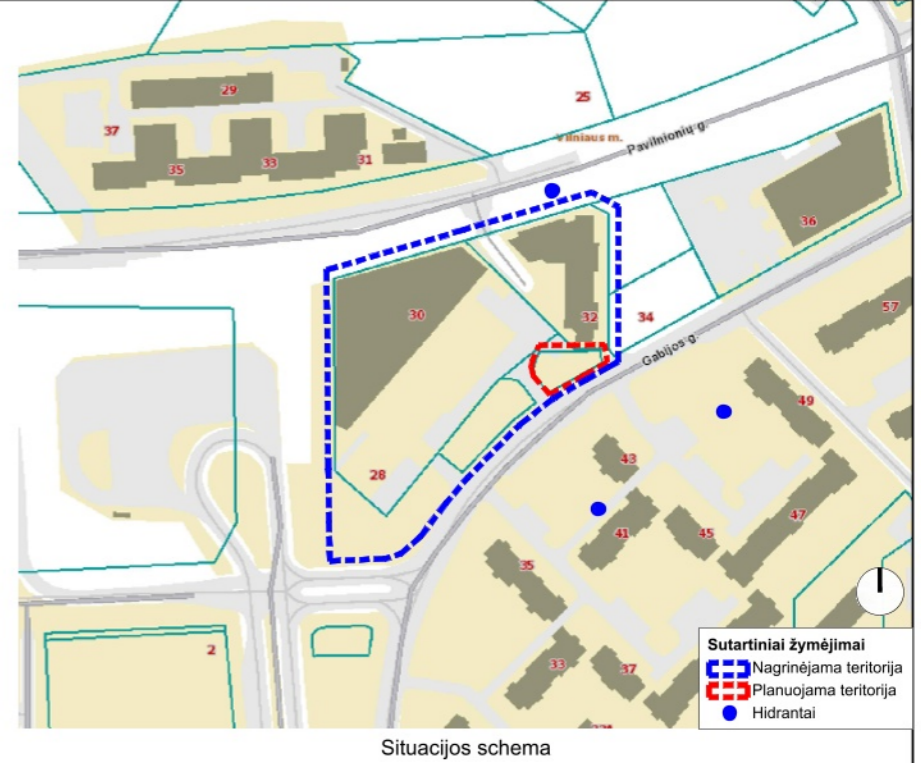 29
25
37
Vilniaus m.
Pavilnionių g.
35
33
31
36
30
32
34
57
Gabijos g.
49
43
28
41
45
47
35
2
33
37
Sutartiniai žymėjimai
Nagrinėjama teritorija
Planuojama teritorija
Hidrantai
Situacijos schema